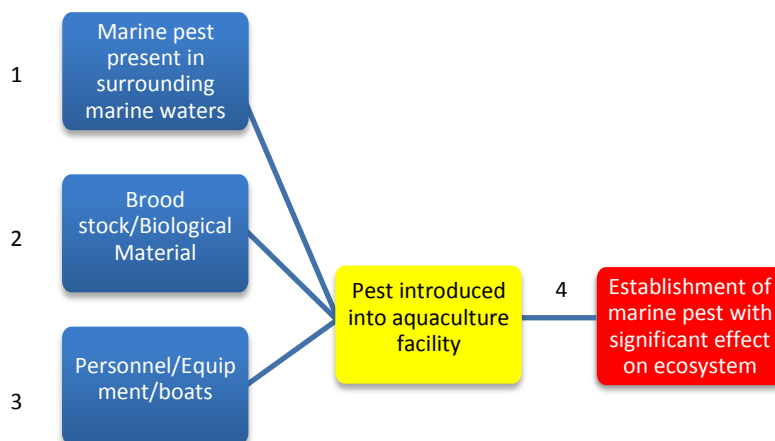 1
Marine pest
present in
surrounding
marine waters
2
Brood
stock/Biological
Material
3
Personnel/Equip
ment/boats
Pest introduced
into aquaculture
facility
4
Establishment of
marine pest with
significant effect
on ecosystem